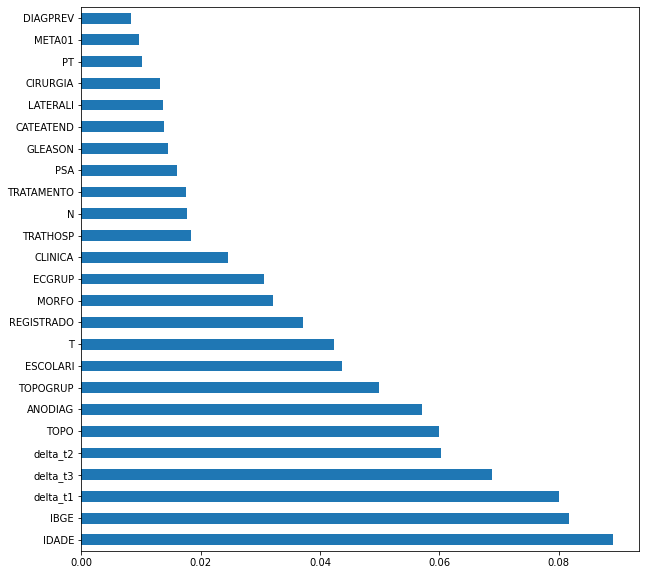 DIAGPREV
META01
PT
CIRURGIA
LATERALI
CATEATEND
GLEASON
PSA
TRATAMENTO
N
TRATHOSP
CLINICA
ECGRUP
MORFO
REGISTRADO
T
ESCOLARI
TOPOGRUP
ANODIAG
TOPO
delta_t2
delta_t3
delta_t1
IBGE
IDADE
0.00 0.02 0.04 0.06 0.08